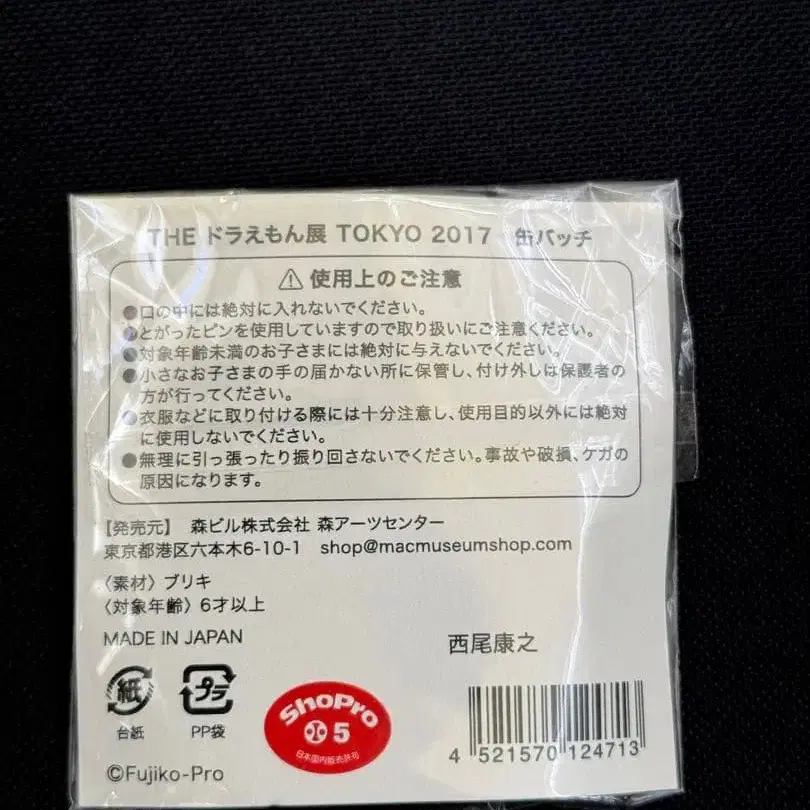 THE ドラえもん展 TOKYO 2017 缶バッチ
⚠ 使用上のご注意
●口の中には絶対に入れないでください。
●とがったピンを使用していますので取り扱いにご注意ください。
●対象年齢未満のお子さまには絶対に与えないでください。
●小さなお子さまの手の届かない所に保管し、付け外しは保護者の
方が行ってください。
●衣服などに取り付ける際には十分注意し、使用目的以外には絶対
に使用しないでください。
●無理に引っ張ったり振り回さないでください。事故や破損、ケガの
原因になります。
【発売元】 森ビル株式会社 森アーツセンター
東京都港区六本木6-10-1 shop@macmuseumshop.com
〈素材〉ブリキ
〈対象年齢〉6才以上
MADE IN JAPAN
西尾康之
紙
台紙
プラ
PP袋
ShoPro
5
日本国内販売許可
4 521570 124713
©Fujiko-Pro